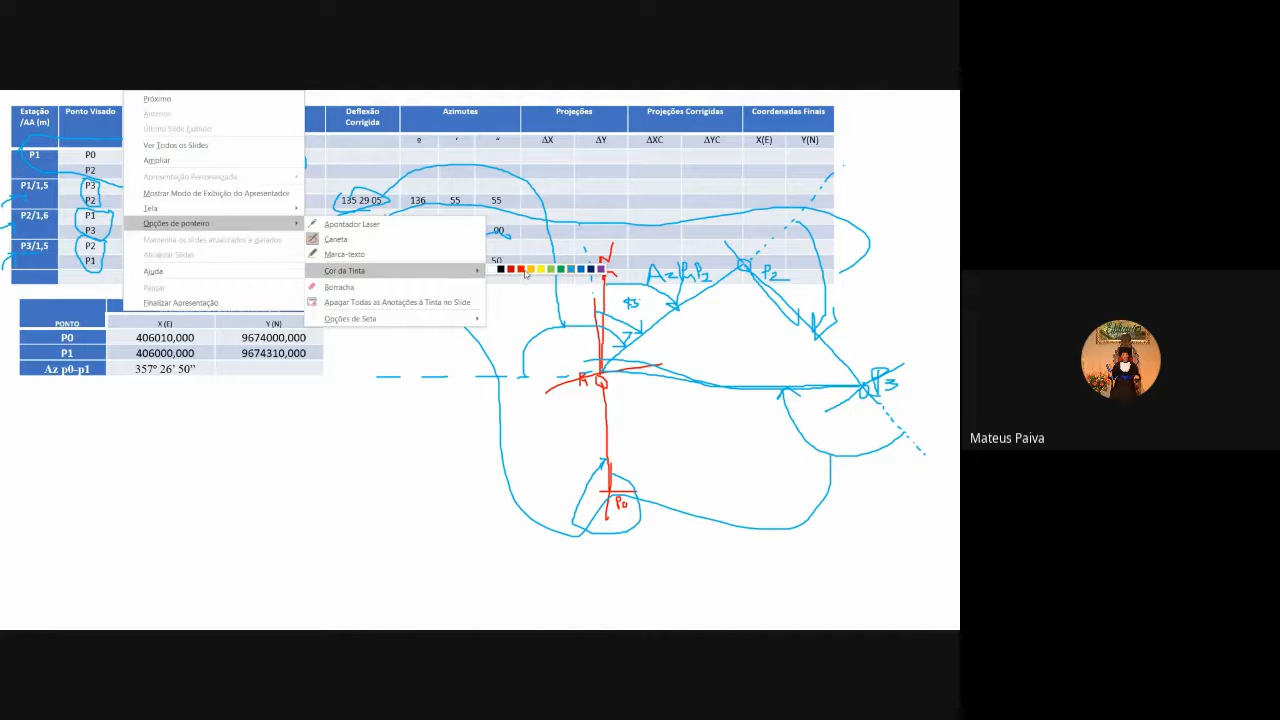 Estação /AA (m) Ponto Visado Deflexão Corrigida Azimutes Projeções Projeções Corrigidas Coordenadas Finais
º ‘ “ ΔX ΔY ΔXC ΔYC X(E) Y(N)
P1 P0
P2
P1/1,5 P3
P2 135 29 05 136 55 55
P2/1,6 P1
P3 00
P3/1,5 P2
P1 50
Próximo
Anterior
Último Slide Exibido
Ver Todos os Slides
Ampliar
Apresentação Personalizada
Mostrar Modo de Exibição do Apresentador
Tela
Opções de ponteiro
Mantenha os slides atualizados e
Atualizar Slides
Ajuda
Pausar
Finalizar Apresentação
Apontador Laser
Caneta
Marca-texto
Cor da Tinta
Borracha
Apagar Todas as Anotações à Tinta no Slide
Opções de Seta
PONTO X (E) Y (N)
P0 406010,000 9674000,000
P1 406000,000 9674310,000
Az p0-p1 357° 26’ 50”
N
Az P1P2
P2
45
P1
P3
P0
Mateus Paiva